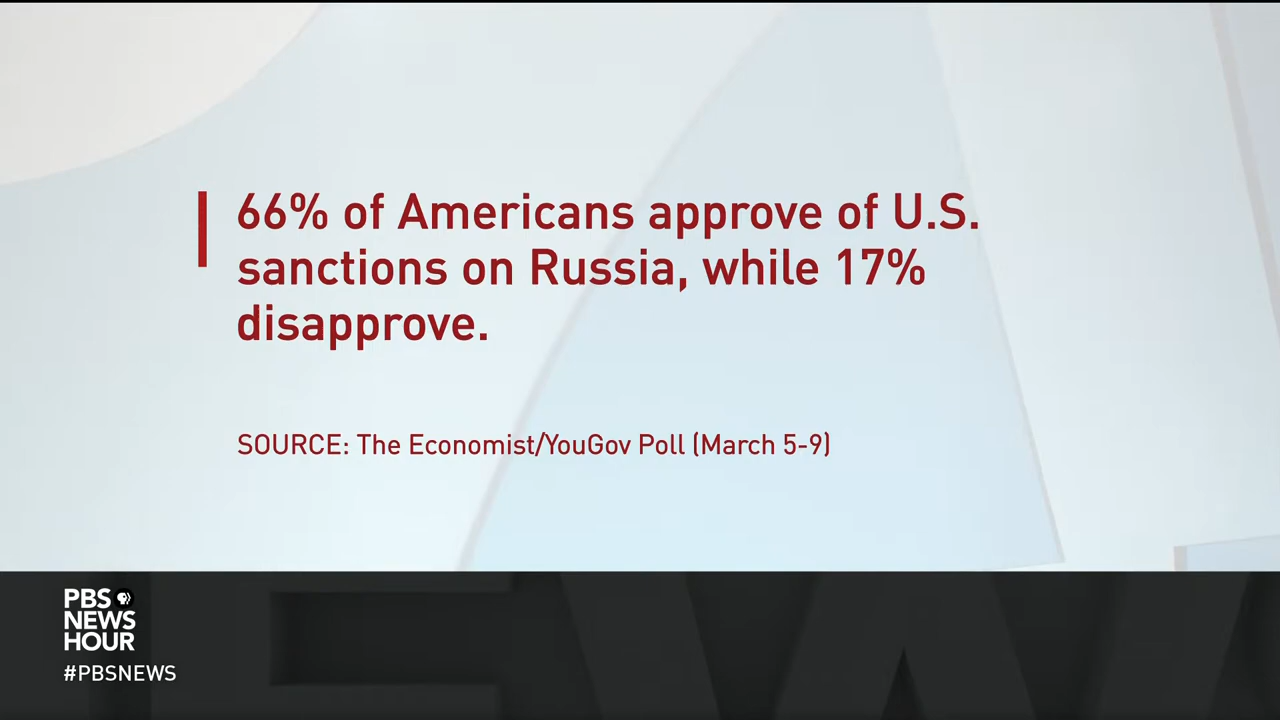 66% of Americans approve of U.S.
sanctions on Russia, while 17%
disapprove.
SOURCE: The Economist/YouGov Poll (March 5-9)
PBS
NEWS
HOUR
#PBSNEWS